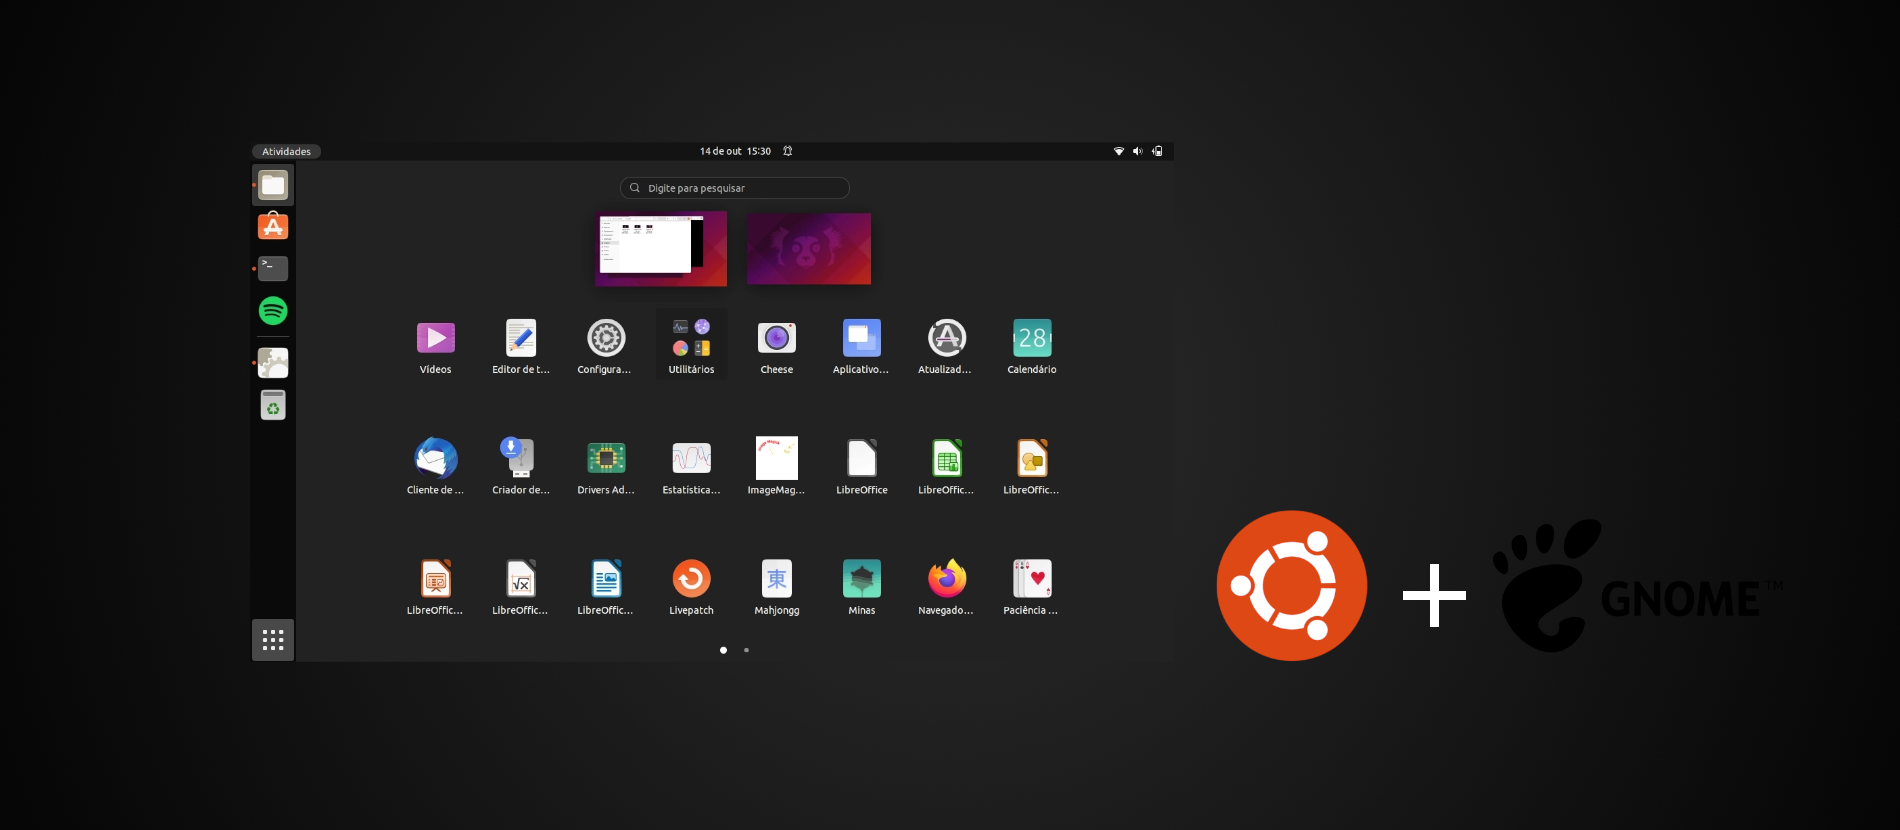 Atividades
14 de out 15:30
Digite para pesquisar
Vídeos
Editor de t...
Configura...
Utilitários
Cheese
Aplicativo...
Atualizad...
Calendário
28
Cliente de ...
Criador de...
Drivers Ad...
Estatística...
ImageMag...
LibreOffice
LibreOffic...
LibreOffic...
LibreOffic...
LibreOffic...
LibreOffic...
Livepatch
東
Mahjongg
Minas
Navegado...
Paciência ...
GNOME™